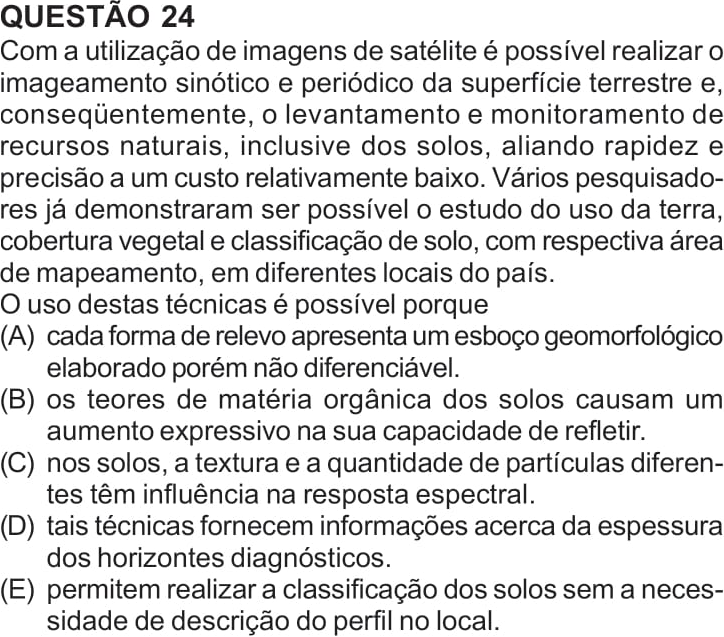 QUESTÃO 24
Com a utilização de imagens de satélite é possível realizar o
imageamento sinótico e periódico da superfície terrestre e,
conseqüentemente, o levantamento e monitoramento de
recursos naturais, inclusive dos solos, aliando rapidez e
precisão a um custo relativamente baixo. Vários pesquisado-
res já demonstraram ser possível o estudo do uso da terra,
cobertura vegetal e classificação de solo, com respectiva área
de mapeamento, em diferentes locais do país.
O uso destas técnicas é possível porque
(A) cada forma de relevo apresenta um esboço geomorfológico
elaborado porém não diferenciável.
(B) os teores de matéria orgânica dos solos causam um
aumento expressivo na sua capacidade de refletir.
(C) nos solos, a textura e a quantidade de partículas diferen-
tes têm influência na resposta espectral.
(D) tais técnicas fornecem informações acerca da espessura
dos horizontes diagnósticos.
(E) permitem realizar a classificação dos solos sem a neces-
sidade de descrição do perfil no local.